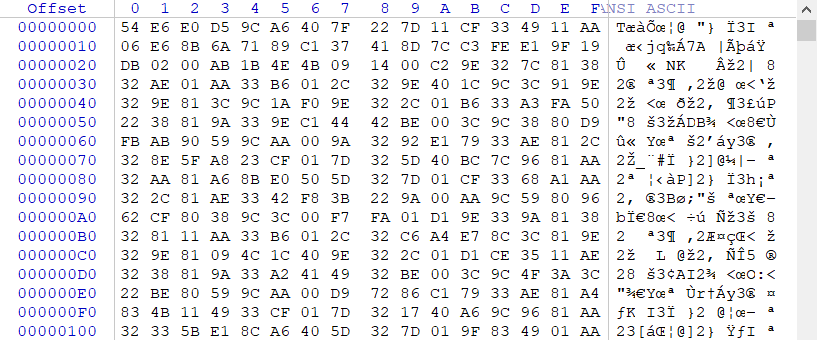 Offset 0 1 2 3 4 5 6 7 8 9 A B C D E F ANSI ASCII
00000000 54 E6 E0 D5 9C A6 40 7F 22 7D 11 CF 33 49 11 AA TæàÕœ¦@ "} Ï3I ª
00000010 06 E6 8B 6A 71 89 C1 37 41 8D 7C C3 FE E1 9F 19 æ‹jq‰Á7A |ÃþáŸ
00000020 DB 02 00 AB 1B 4E 4B 09 14 00 C2 9E 32 7C 81 38 Û « NK Âž2| 8
00000030 32 AE 01 AA 33 B6 01 2C 32 9E 40 1C 9C 3C 91 9E 2® ª3¶ ,2ž@ œ<‘ž
00000040 32 9E 81 3C 9C 1A F0 9E 32 2C 01 B6 33 A3 FA 50 2ž <œ ðž2, ¶3£úP
00000050 22 38 81 9A 33 9E C1 44 42 BE 00 3C 9C 38 80 D9 "8 š3žÁDB¾ <œ8€Ù
00000060 FB AB 90 59 9C AA 00 9A 32 92 E1 79 33 AE 81 2C û« Yœª š2’áy3® ,
00000070 32 8E 5F A8 23 CF 01 7D 32 5D 40 BC 7C 96 81 AA 2Ž_¨#Ï }2]@¼|– ª
00000080 32 AA 81 A6 8B E0 50 5D 32 7D 01 CF 33 68 A1 AA 2ª ¦‹àP]2} Ï3h¡ª
00000090 32 2C 81 AE 33 42 F8 3B 22 9A 00 AA 9C 59 80 96 2, ®3Bø;"š ªœY€–
000000A0 62 CF 80 38 9C 3C 00 F7 FA 01 D1 9E 33 9A 81 38 bÏ€8œ< ÷ú Ñž3š 8
000000B0 32 81 11 AA 33 B6 01 2C 32 C6 A4 E7 8C 3C 81 9E 2 ª3¶ ,2Æ¤çŒ< ž
000000C0 32 9E 81 09 4C 1C 40 9E 32 2C 01 D1 CE 35 11 AE 2ž L @ž2, ÑÎ5 ®
000000D0 32 38 81 9A 33 A2 41 49 32 BE 00 3C 9C 4F 3A 3C 28 š3¢AI2¾ <œO:<
000000E0 22 BE 80 59 9C AA 00 D9 72 86 C1 79 33 AE 81 A4 "¾€Yœª Ùr†Áy3® ¤
000000F0 83 4B 11 49 33 CF 01 7D 32 17 40 A6 9C 96 81 AA ƒK I3Ï }2 @¦œ– ª
00000100 32 33 5B E1 8C A6 40 5D 32 7D 01 9F 83 49 01 AA 23[áŒ¦@]2} ŸƒI ª